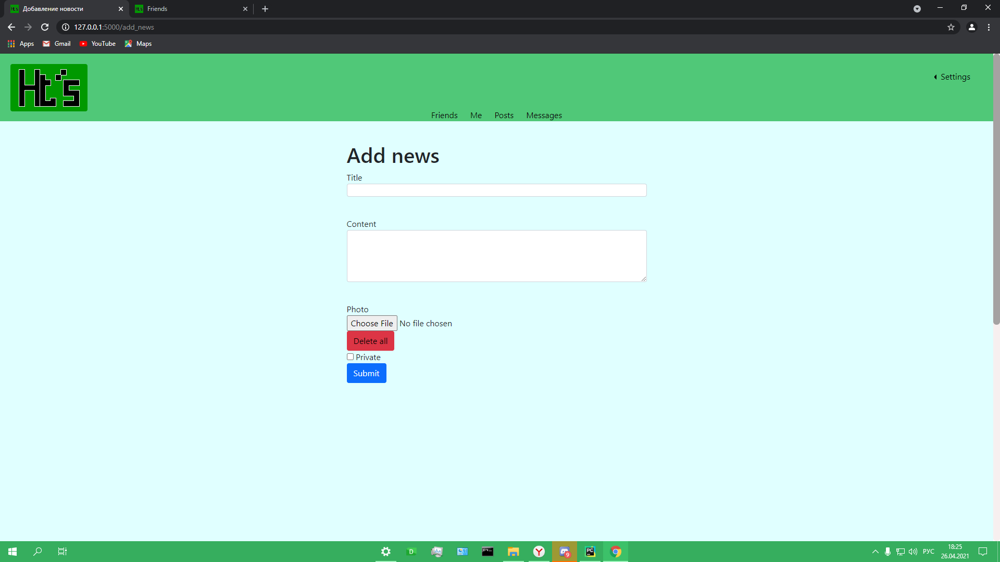 Добавление новости
Friends
127.0.0.1:5000/add_news
Apps Gmail YouTube Maps
Ht's
Settings
Friends Me Posts Messages
Add news
Title
Content
Photo
Choose File No file chosen
Delete all
Private
Submit
D
C:\_
Y
9
PC
РУС
18:25
26.04.2021